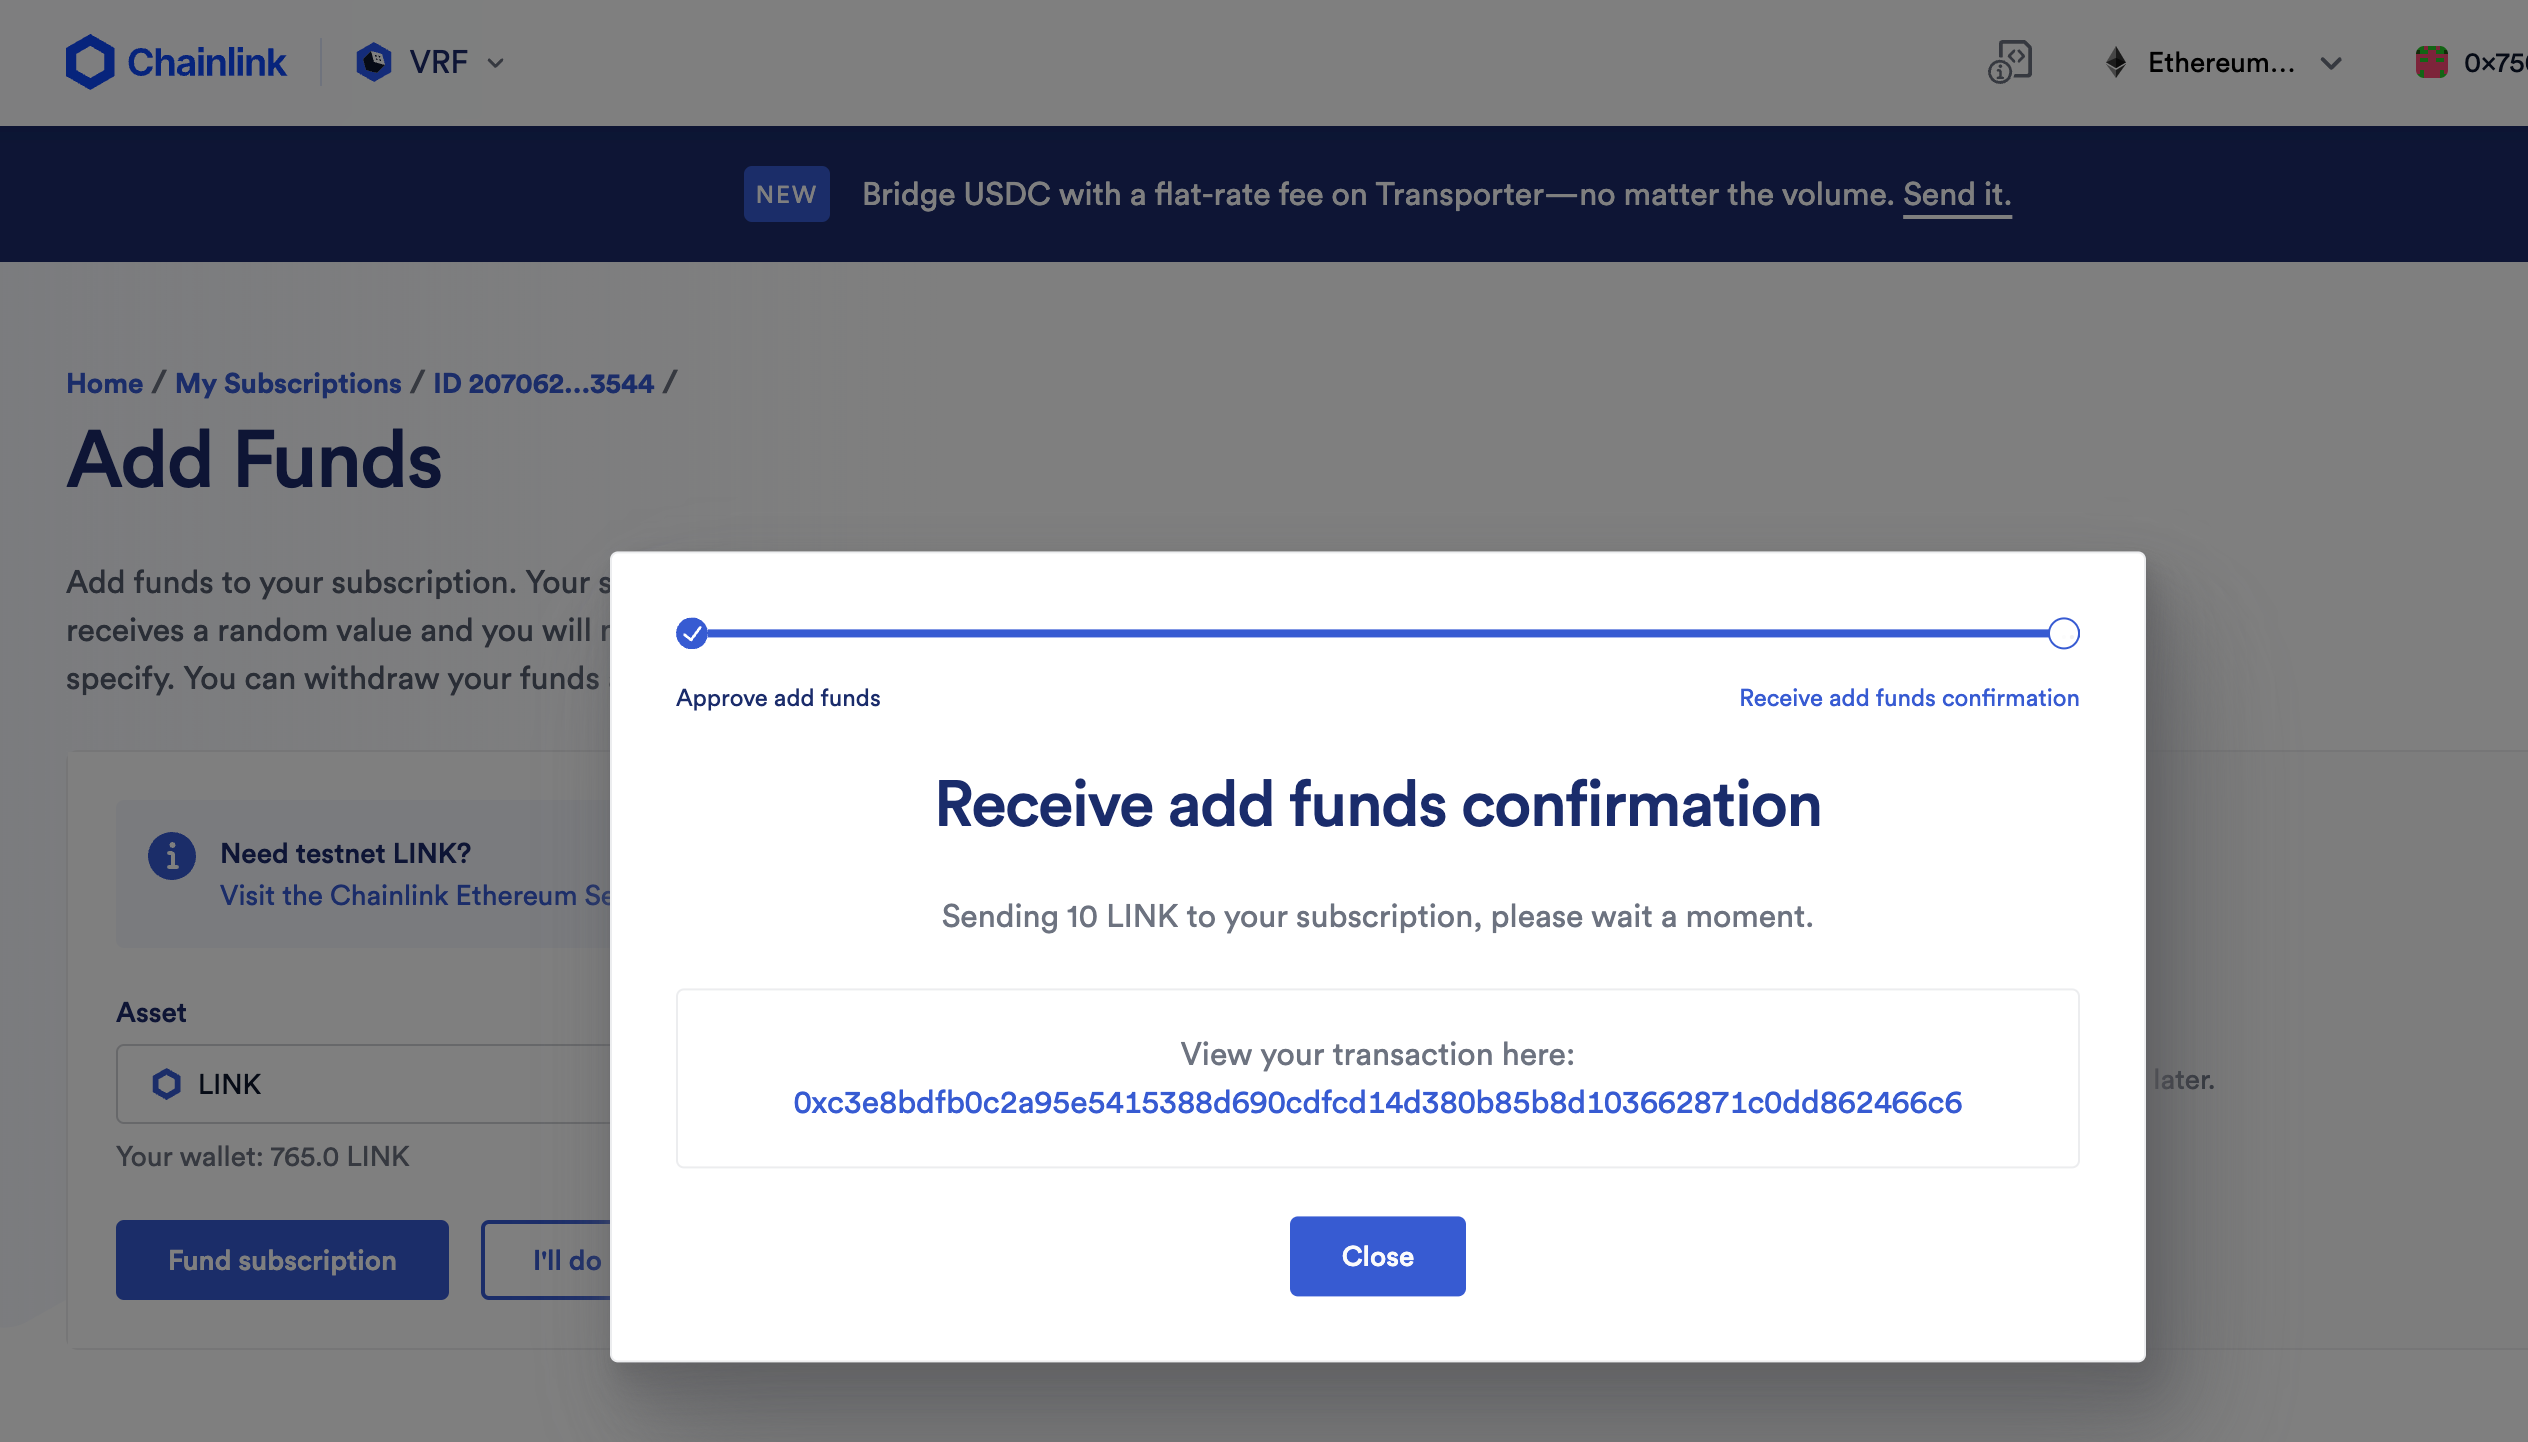 Chainlink VRF Ethereum... 0x750
NEW Bridge USDC with a flat-rate fee on Transporter—no matter the volume. Send it.
Home / My Subscriptions / ID 207062...3544 /
Add Funds
Add funds to your subscription. Your s
receives a random value and you will r
specify. You can withdraw your funds
Need testnet LINK?
Visit the Chainlink Ethereum Se
Asset
LINK
Your wallet: 765.0 LINK
Fund subscription I'll do
later.
Approve add funds Receive add funds confirmation
Receive add funds confirmation
Sending 10 LINK to your subscription, please wait a moment.
View your transaction here:
0xc3e8bdfb0c2a95e5415388d690cdfcd14d380b85b8d103662871c0dd862466c6
Close